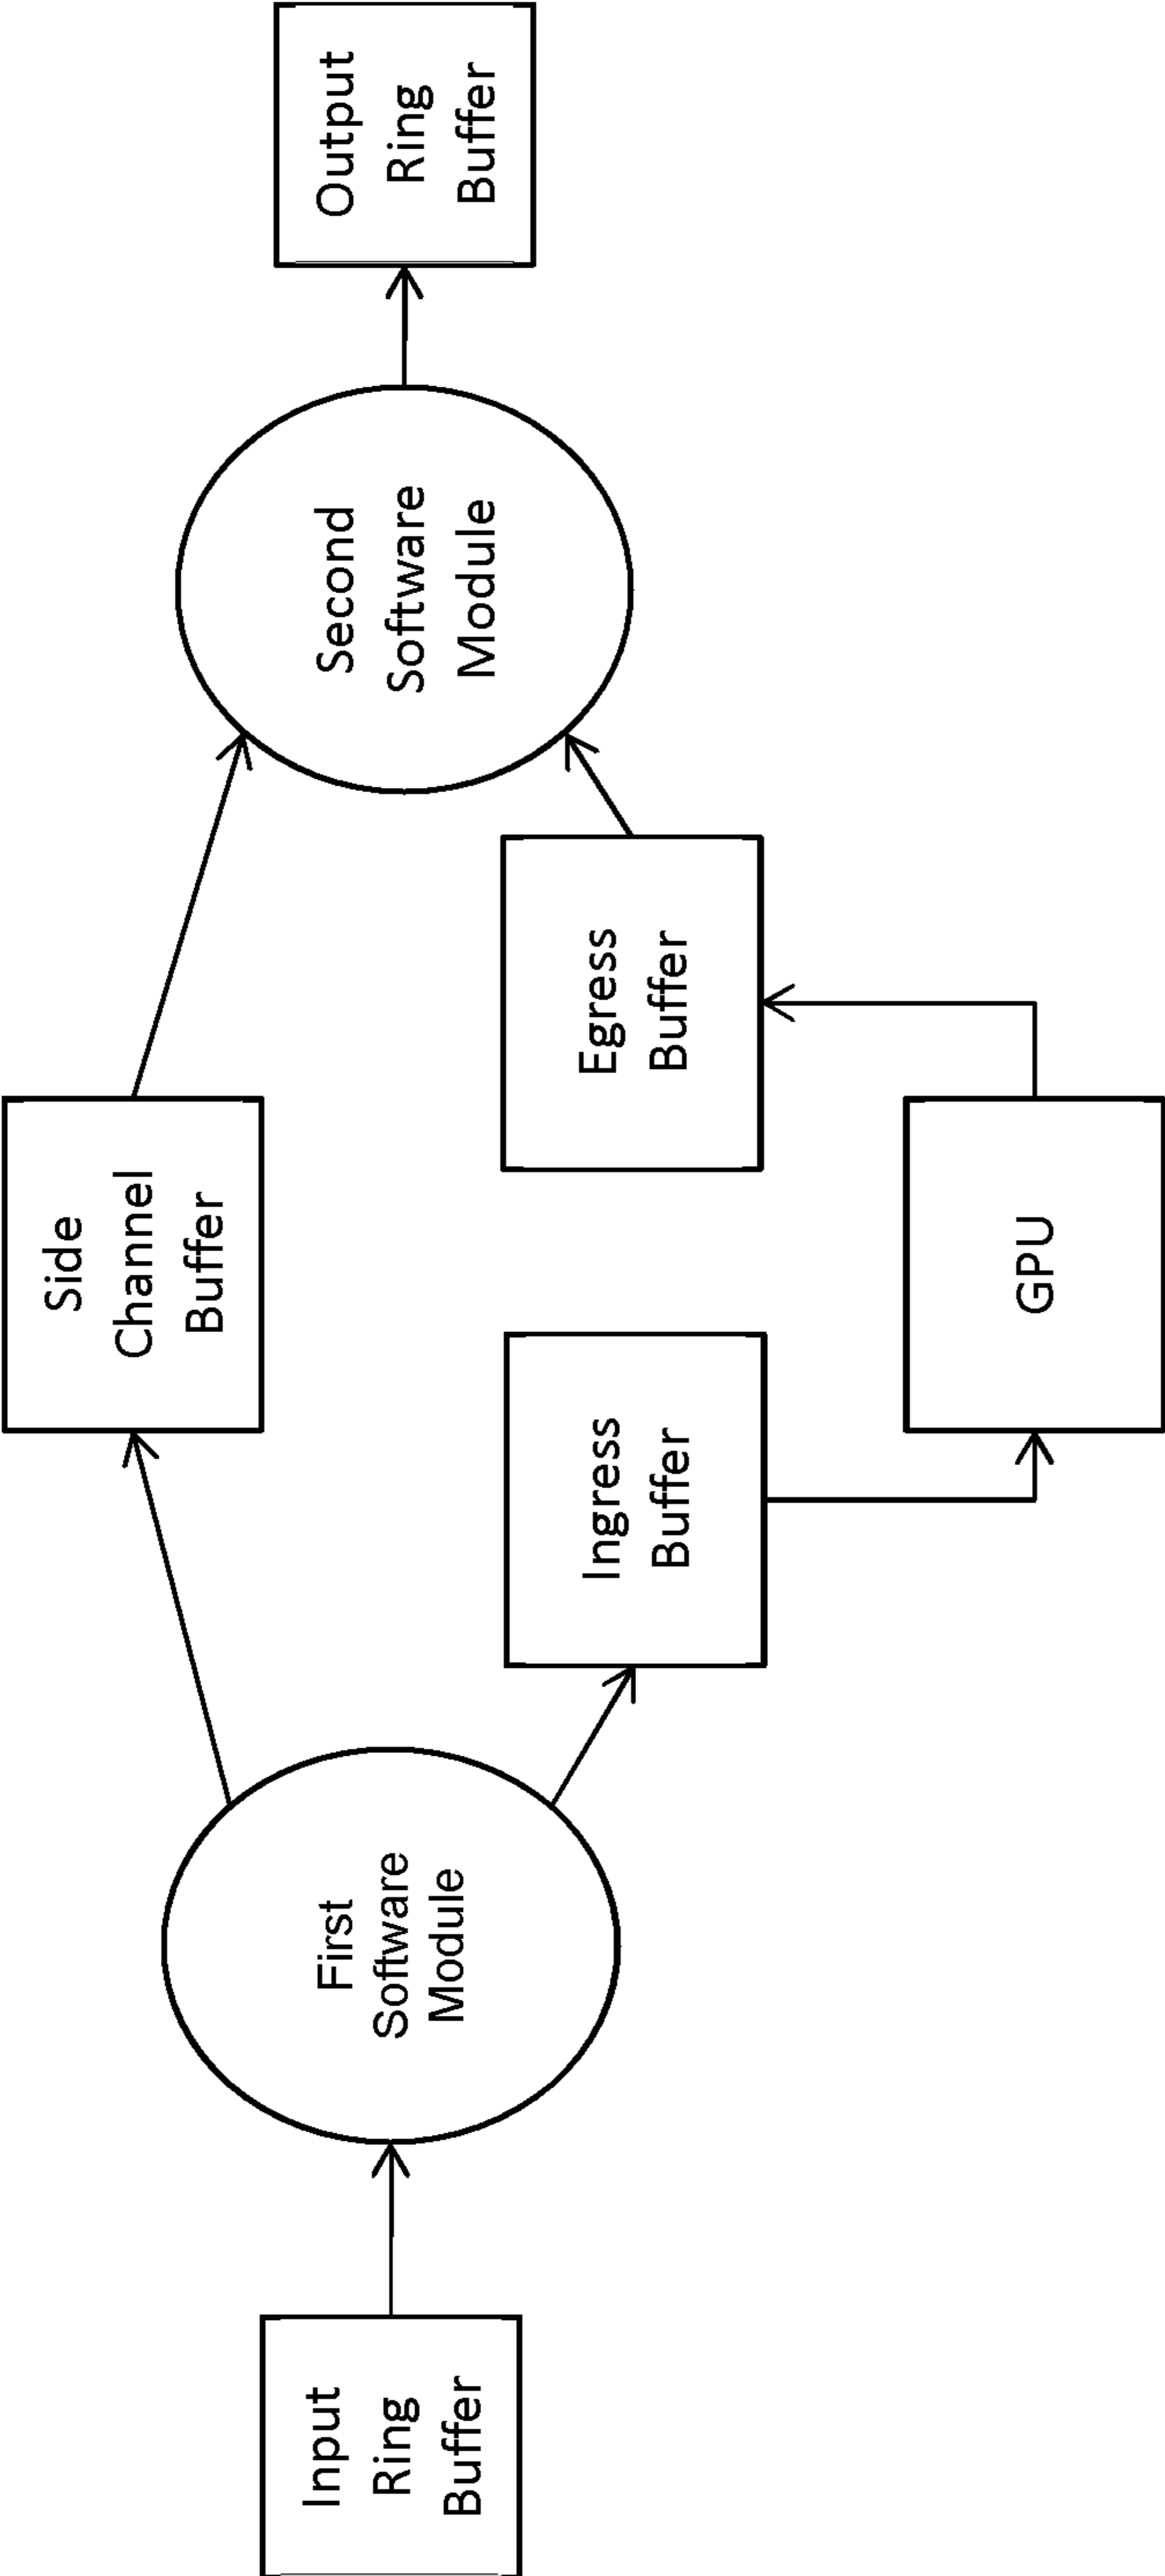 Input
Ring
Buffer
First
Software
Module
Side
Channel
Buffer
Ingress
Buffer
GPU
Egress
Buffer
Second
Software
Module
Output
Ring
Buffer